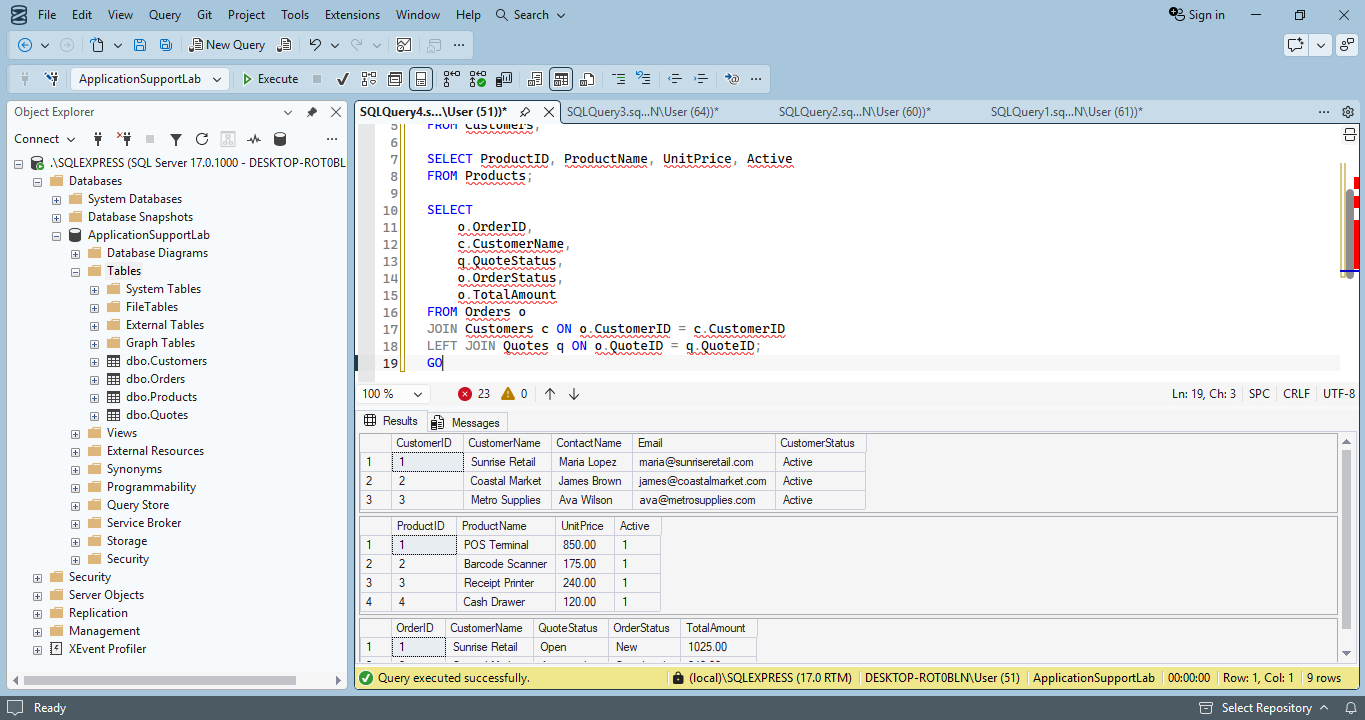 File Edit View Query Git Project Tools Extensions Window Help Search Sign in
New Query
ApplicationSupportLab Execute
Object Explorer
Connect
.\SQLEXPRESS (SQL Server 17.0.1000 - DESKTOP-ROT0BL
Databases
System Databases
Database Snapshots
ApplicationSupportLab
Database Diagrams
Tables
System Tables
FileTables
External Tables
Graph Tables
dbo.Customers
dbo.Orders
dbo.Products
dbo.Quotes
Views
External Resources
Synonyms
Programmability
Query Store
Service Broker
Storage
Security
Security
Server Objects
Replication
Management
XEvent Profiler
SQLQuery4.s...\User (51))* SQLQuery3.sq...N\User (64))* SQLQuery2.sq...N\User (60))* SQLQuery1.sq...N\User (61))*
5 FROM Customers;
6
7 SELECT ProductID, ProductName, UnitPrice, Active
8 FROM Products;
9
10 SELECT
11 o.OrderID,
12 c.CustomerName,
13 q.QuoteStatus,
14 o.OrderStatus,
15 o.TotalAmount
16 FROM Orders o
17 JOIN Customers c ON o.CustomerID = c.CustomerID
18 LEFT JOIN Quotes q ON o.QuoteID = q.QuoteID;
19 GO
100 % 23 0 Ln: 19, Ch: 3 SPC CRLF UTF-8
Results Messages
CustomerID CustomerName ContactName Email CustomerStatus
1 1 Sunrise Retail Maria Lopez maria@sunriseretail.com Active
2 2 Coastal Market James Brown james@coastalmarket.com Active
3 3 Metro Supplies Ava Wilson ava@metrosupplies.com Active
ProductID ProductName UnitPrice Active
1 1 POS Terminal 850.00 1
2 2 Barcode Scanner 175.00 1
3 3 Receipt Printer 240.00 1
4 4 Cash Drawer 120.00 1
OrderID CustomerName QuoteStatus OrderStatus TotalAmount
1 1 Sunrise Retail Open New 1025.00
Query executed successfully. (local)\SQLEXPRESS (17.0 RTM) DESKTOP-ROT0BLN\User (51) ApplicationSupportLab 00:00:00 Row: 1, Col: 1 9 rows
Ready Select Repository